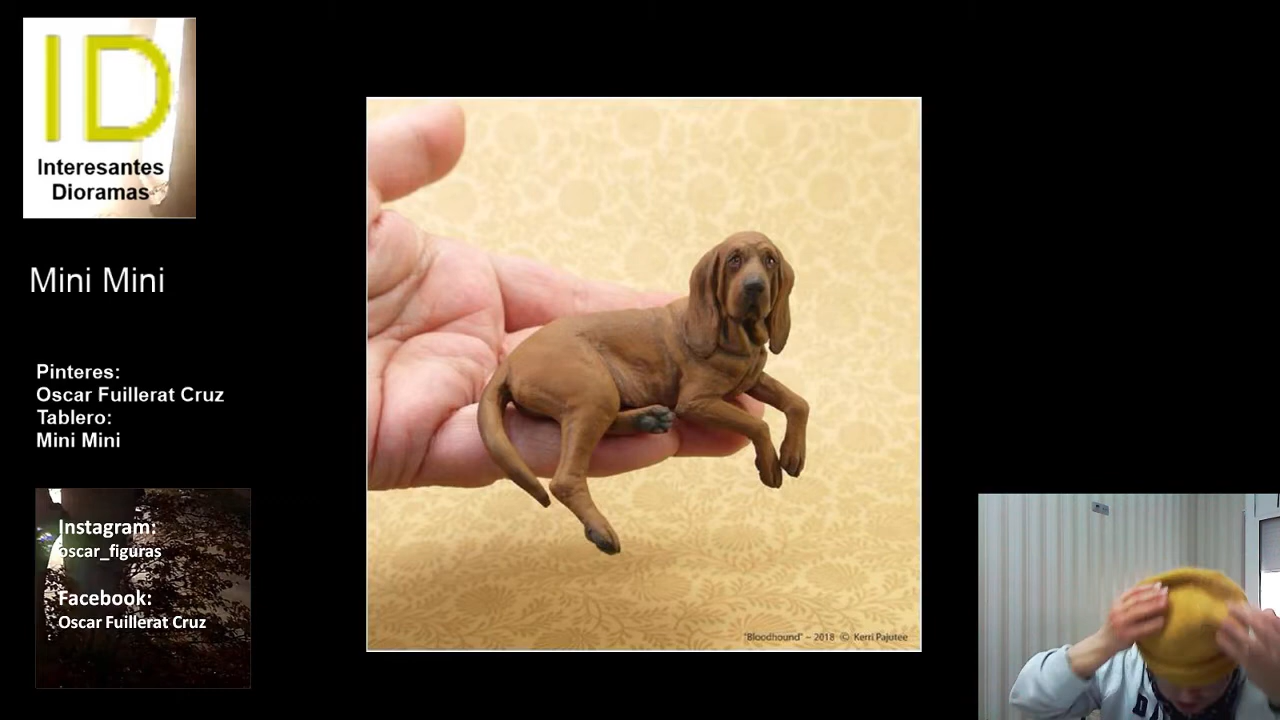 ID
Interesantes
Dioramas
Mini Mini
Pinteres:
Oscar Fuillerat Cruz
Tablero:
Mini Mini
Instagram:
oscar_figuras
Facebook:
Oscar Fuillerat Cruz
"Bloodhound" – 2018 © Kerri Pajutee